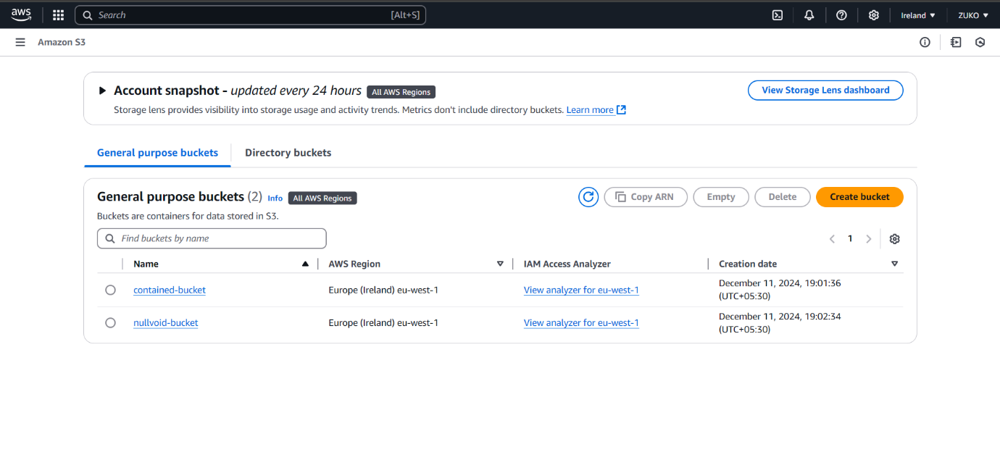 aws Search [Alt+S] Ireland ▼ ZUKO ▼
Amazon S3
Account snapshot - updated every 24 hours All AWS Regions View Storage Lens dashboard
Storage lens provides visibility into storage usage and activity trends. Metrics don't include directory buckets. Learn more
General purpose buckets Directory buckets
General purpose buckets (2) Info All AWS Regions Copy ARN Empty Delete Create bucket
Buckets are containers for data stored in S3.
Find buckets by name 1
Name AWS Region IAM Access Analyzer Creation date
contained-bucket Europe (Ireland) eu-west-1 View analyzer for eu-west-1 December 11, 2024, 19:01:36
(UTC+05:30)
nullvoid-bucket Europe (Ireland) eu-west-1 View analyzer for eu-west-1 December 11, 2024, 19:02:34
(UTC+05:30)